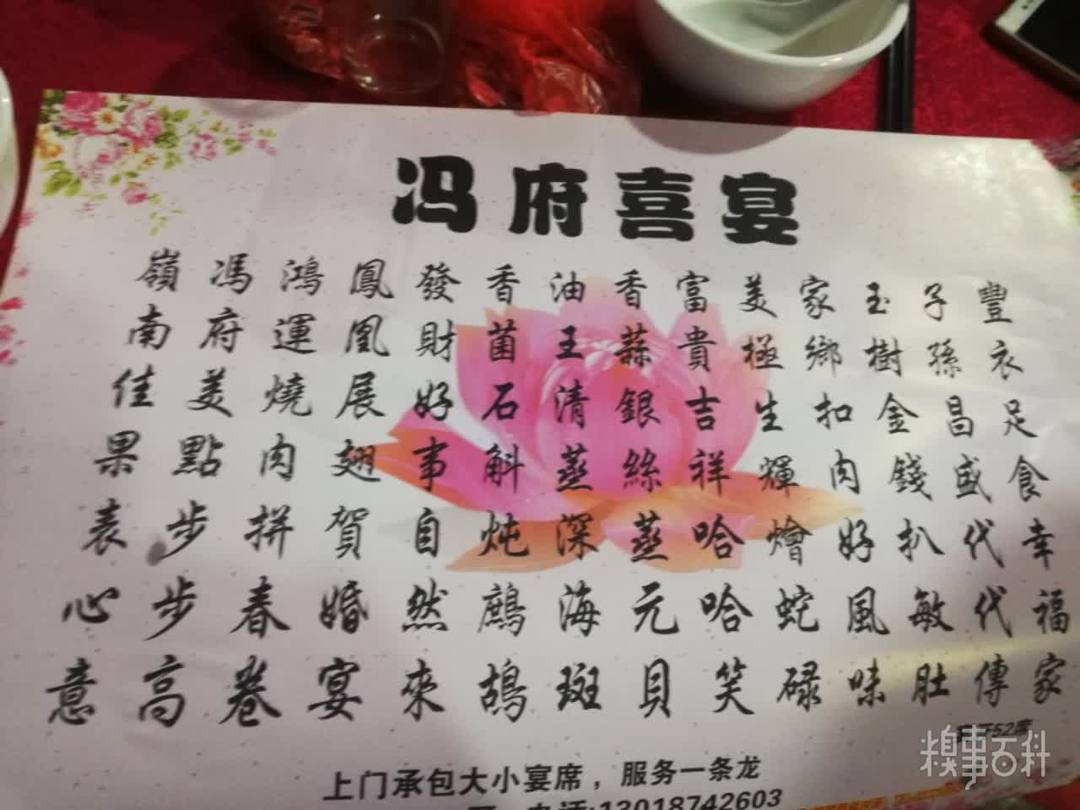 冯府喜宴
豐衣足食幸福家
子孫昌盛代代傳
玉樹金錢扒敏肚
家鄉扣肉好風味
美極生輝燴蛇碌
富貴吉祥哈哈笑
香蒜銀絲蒸元貝
油王清蒸深海斑
香菌石斛炖鷓鴣
發財好事自然來
鳳凰展翅賀婚宴
鴻運燒肉拼春卷
馮府美點步步高
嶺南佳果表心意
52席
上门承包大小宴席，服务一条龙
电话:13018742603
糗事百科